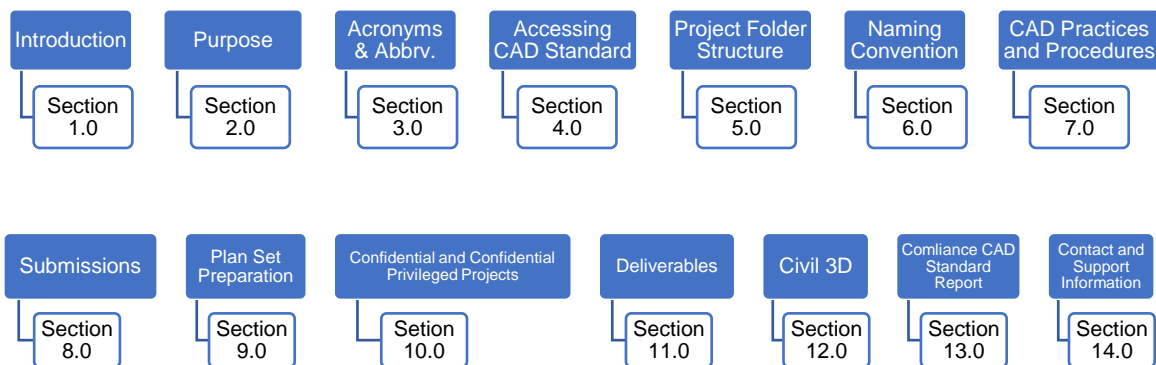 Introduction
Purpose
Acronyms
& Abbrv.
Accessing
CAD Standard
Project Folder
Structure
Naming
Convention
CAD Practices
and Procedures
Section
1.0
Section
2.0
Section
3.0
Section
4.0
Section
5.0
Section
6.0
Section
7.0
Submissions
Plan Set
Preparation
Confidential and Confidential
Privileged Projects
Deliverables
Civil 3D
Comliance CAD
Standard
Report
Contact and
Support
Information
Section
8.0
Section
9.0
Setion
10.0
Section
11.0
Section
12.0
Section
13.0
Section
14.0